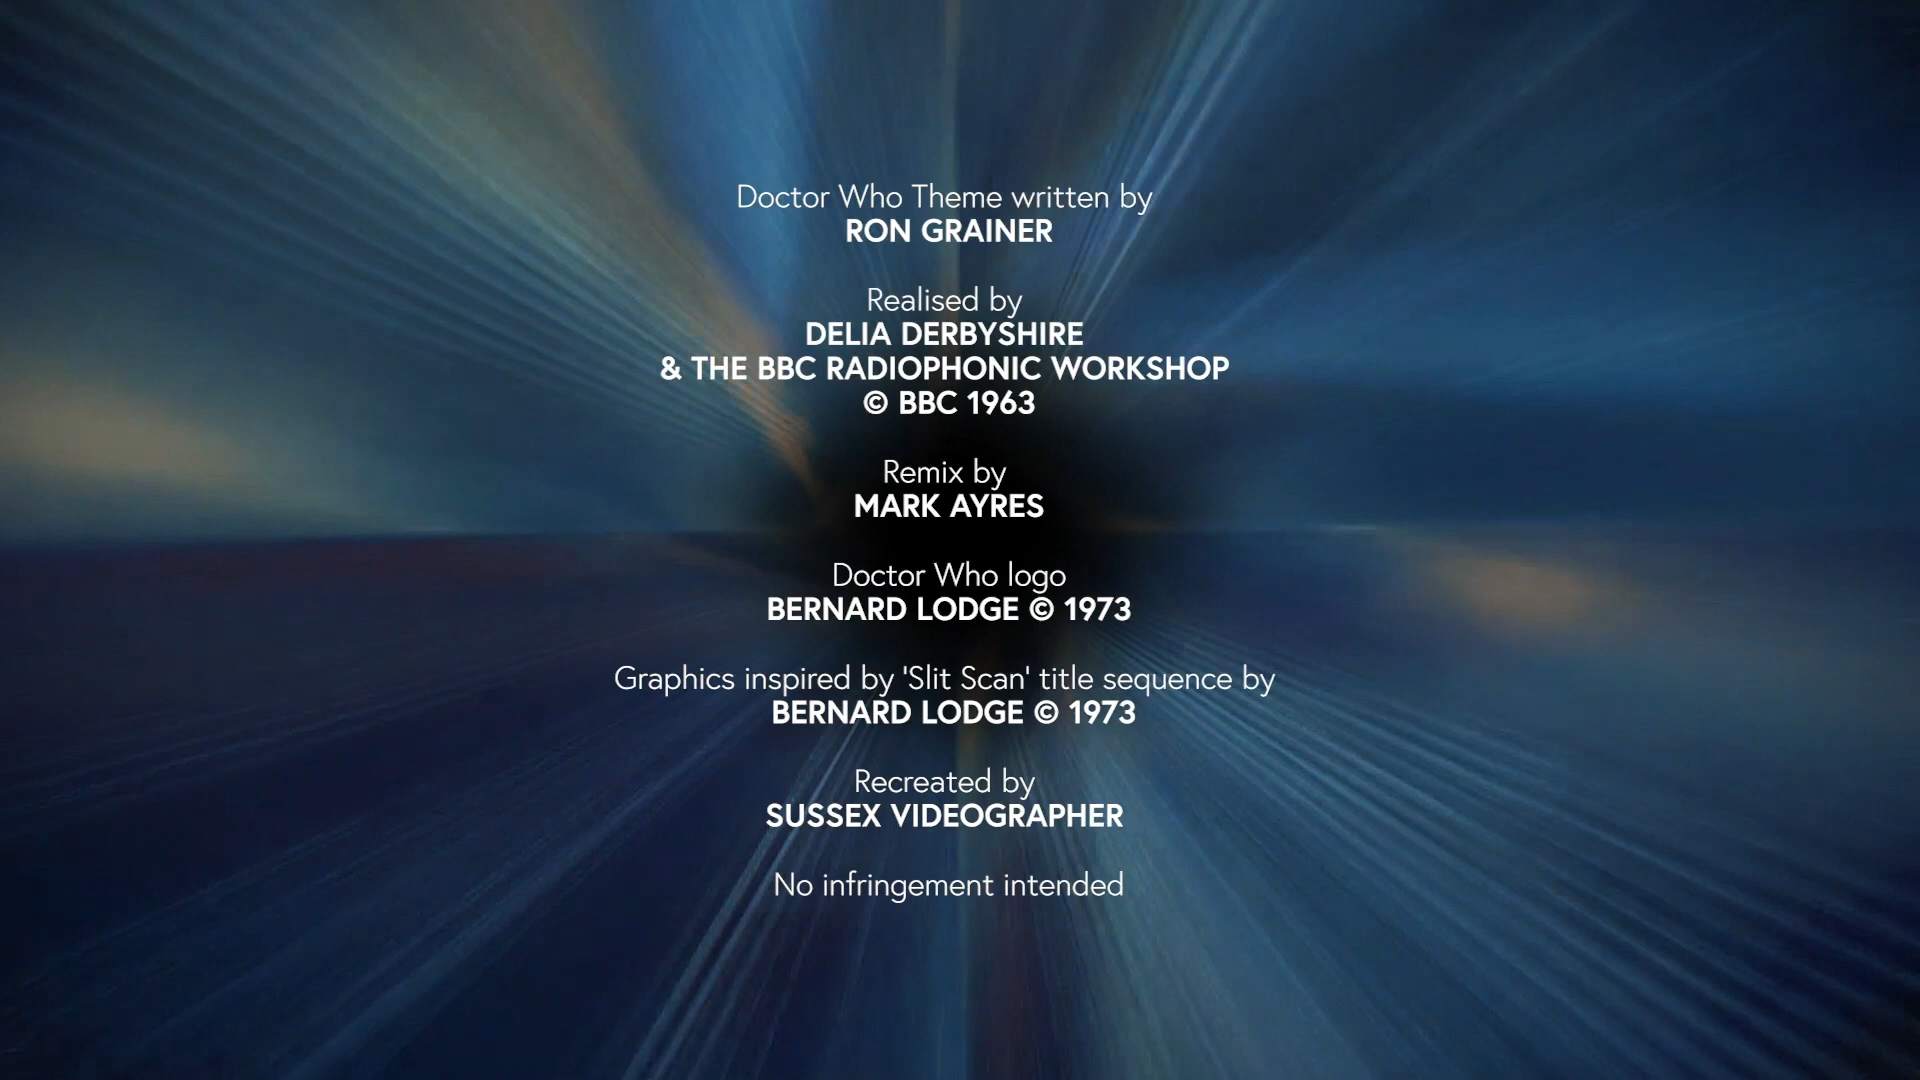 Doctor Who Theme written by
RON GRAINER
Realised by
DELIA DERBYSHIRE
& THE BBC RADIOPHONIC WORKSHOP
© BBC 1963
Remix by
MARK AYRES
Doctor Who logo
BERNARD LODGE © 1973
Graphics inspired by 'Slit Scan' title sequence by
BERNARD LODGE © 1973
Recreated by
SUSSEX VIDEOGRAPHER
No infringement intended